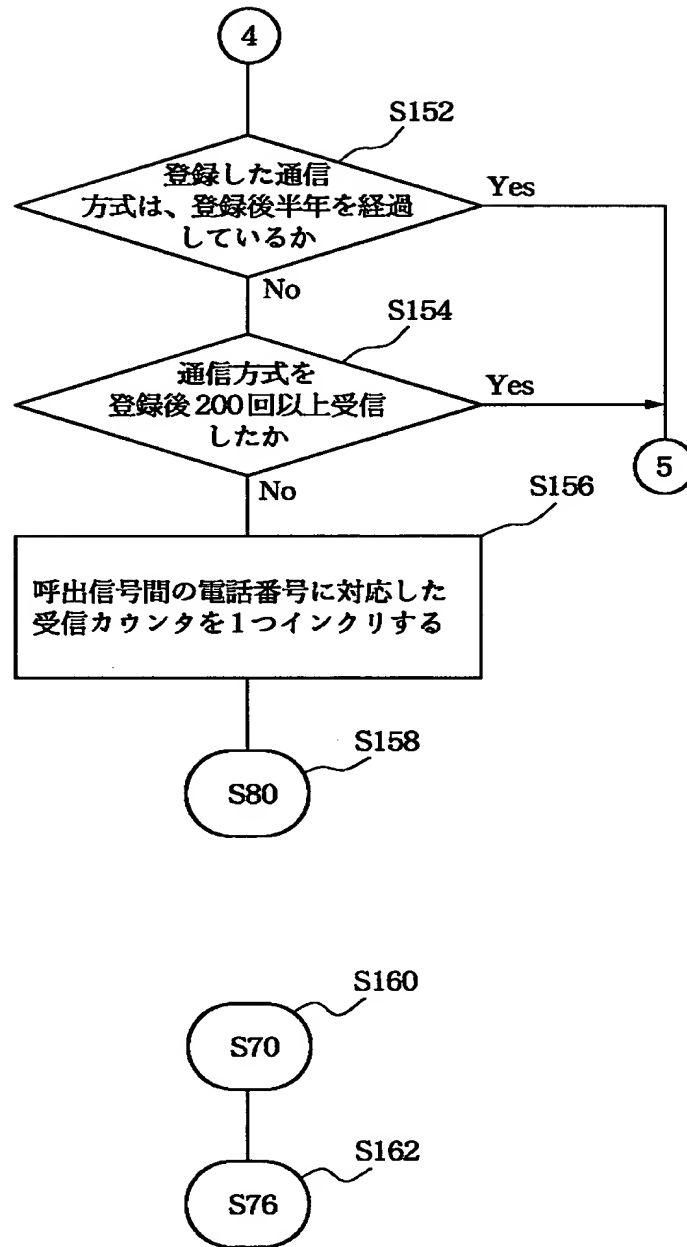 4
S152
登録した通信
方式は、登録後半年を経過
しているか
Yes
No
S154
通信方式を
登録後200回以上受信
したか
Yes
5
No
S156
呼出信号間の電話番号に対応した
受信カウンタを1つインクリする
S158
S80
S160
S70
S162
S76